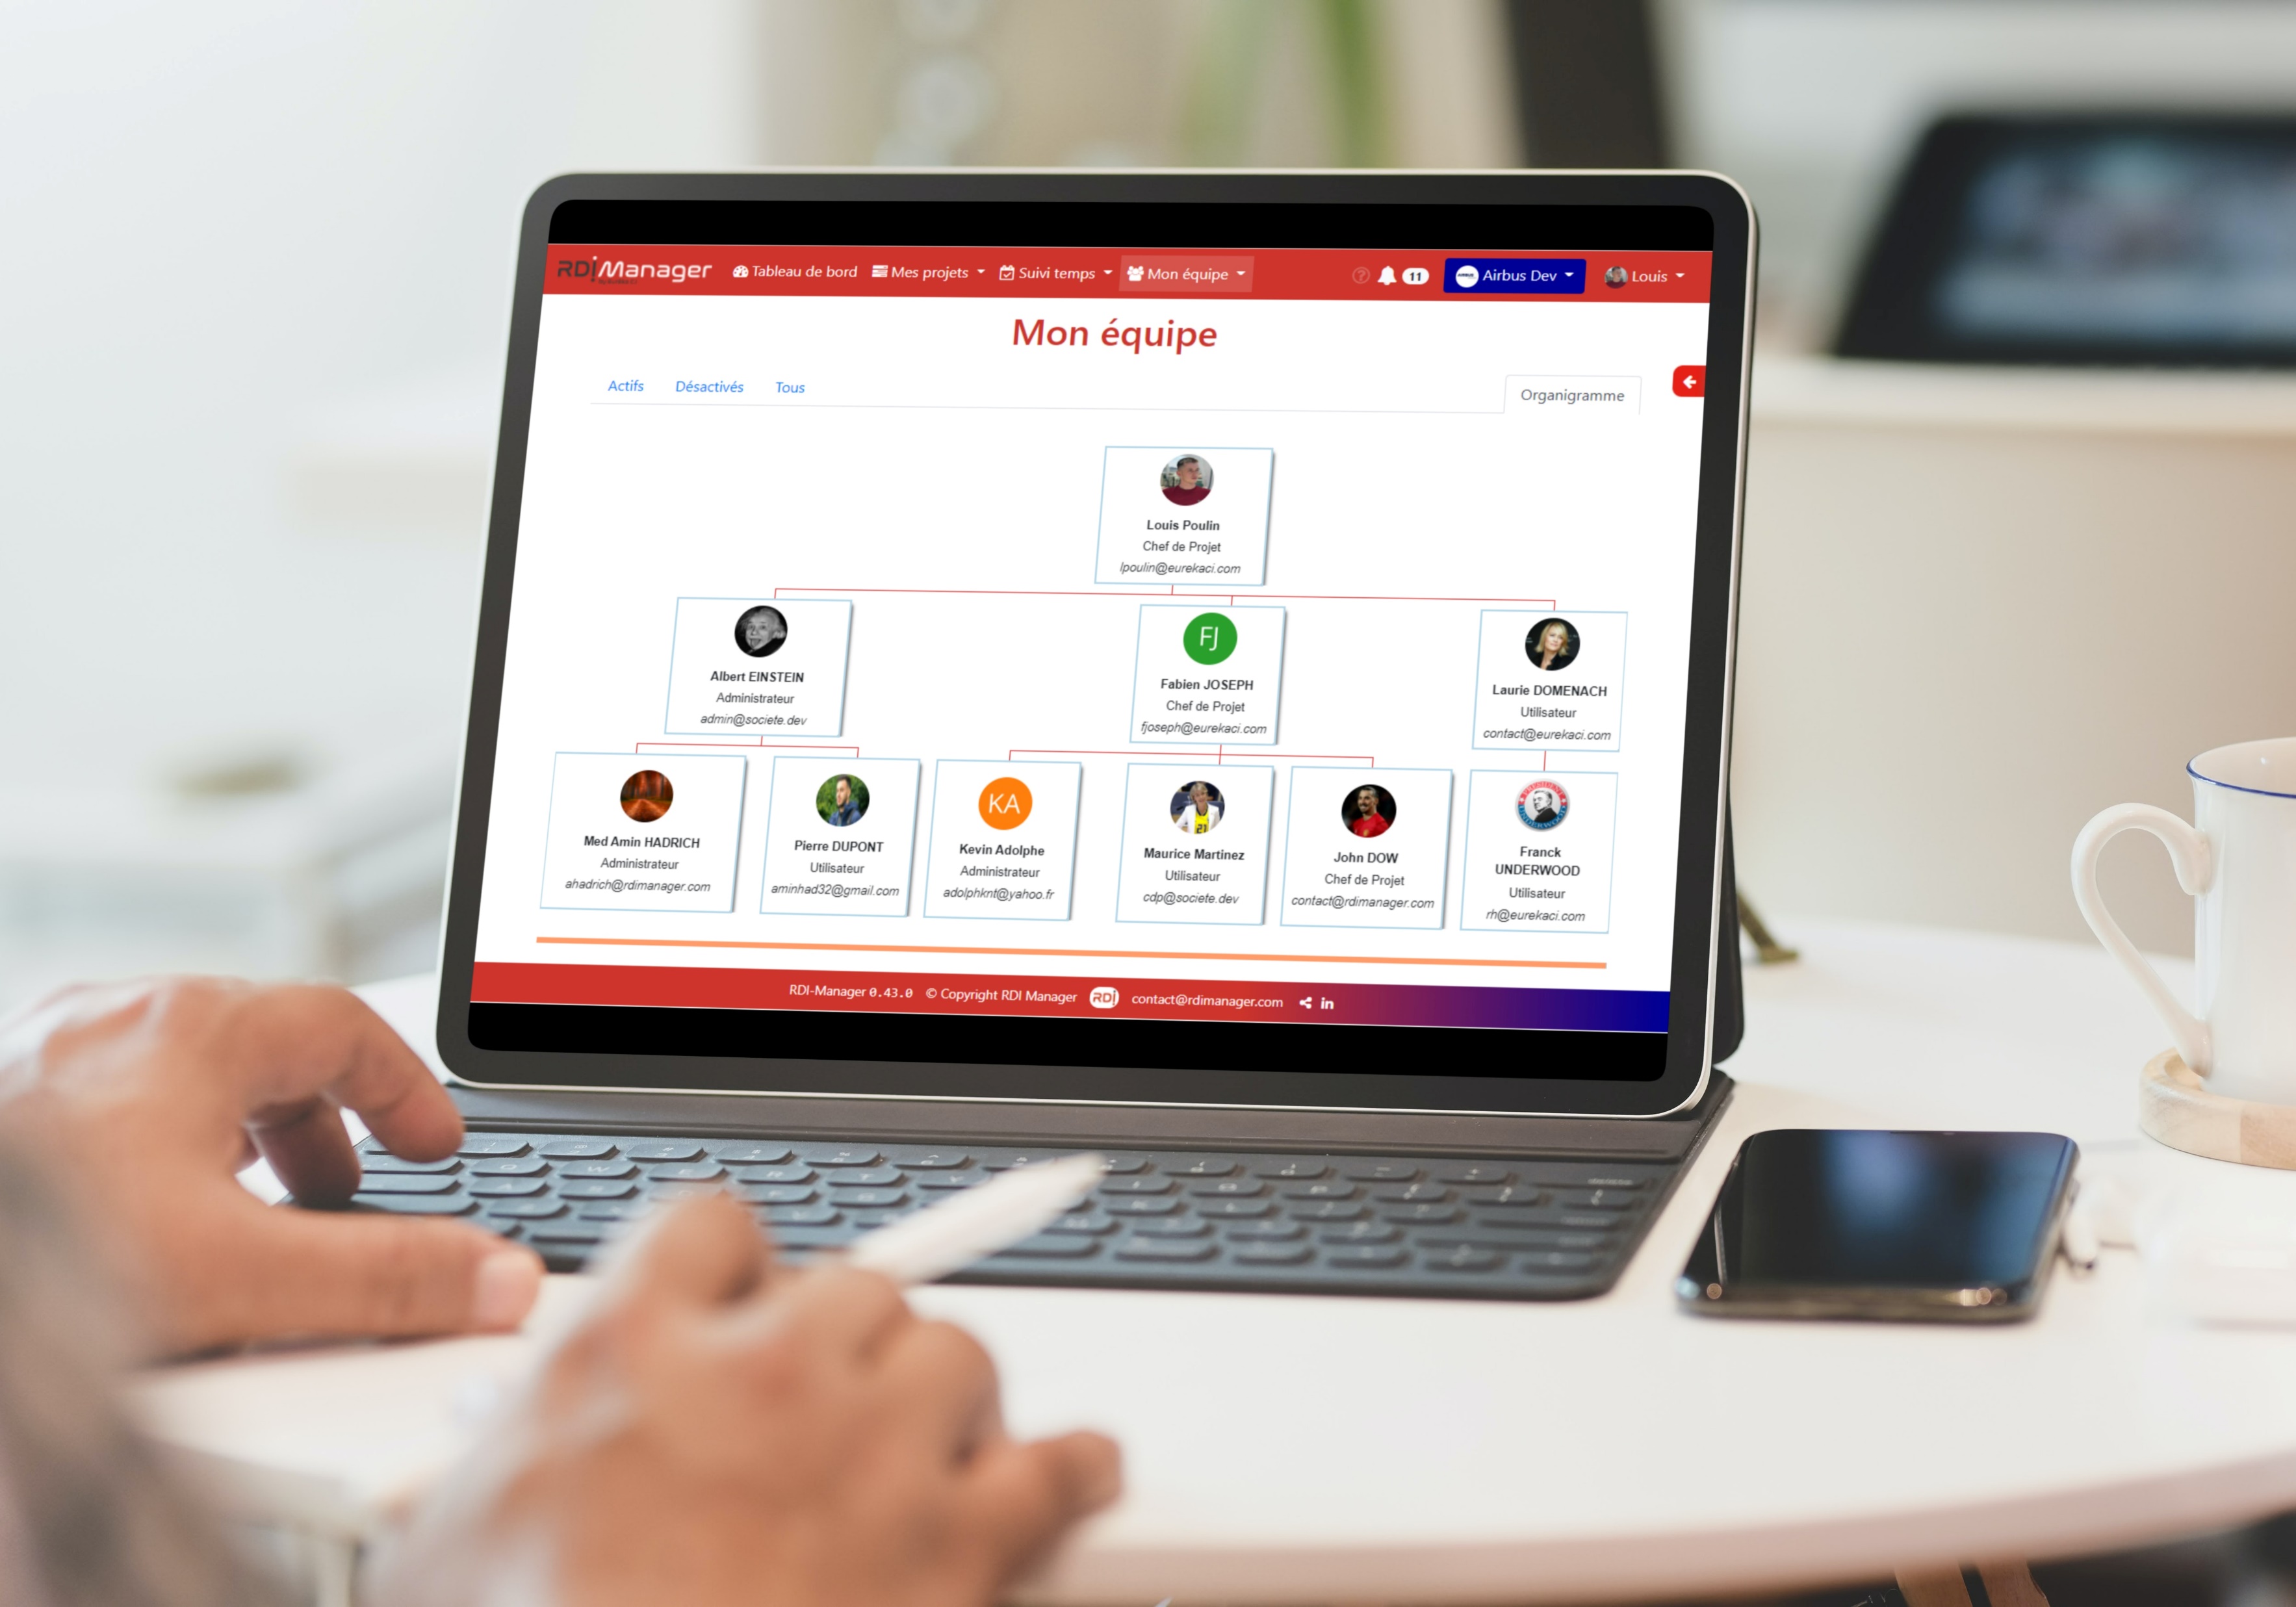 RDI Manager
Tableau de bord
Mes projets
Suivi temps
Mon équipe
11
Airbus Dev
Louis
Mon équipe
Actifs
Désactivés
Tous
Organigramme
Louis Poulin
Chef de Projet
lpoulin@eurekaci.com
Albert EINSTEIN
Administrateur
admin@societe.dev
FJ
Fabien JOSEPH
Chef de Projet
fjoseph@eurekaci.com
Laurie DOMENACH
Utilisateur
contact@eurekaci.com
Med Amin HADRICH
Administrateur
ahadrich@rdimanager.com
Pierre DUPONT
Utilisateur
aminhad32@gmail.com
KA
Kevin Adolphe
Administrateur
adolphknt@yahoo.fr
21
Maurice Martinez
Utilisateur
cdp@societe.dev
John DOW
Chef de Projet
contact@rdimanager.com
Franck
UNDERWOOD
Utilisateur
rh@eurekaci.com
RDI-Manager 0.43.0 © Copyright RDI Manager RDI contact@rdimanager.com in